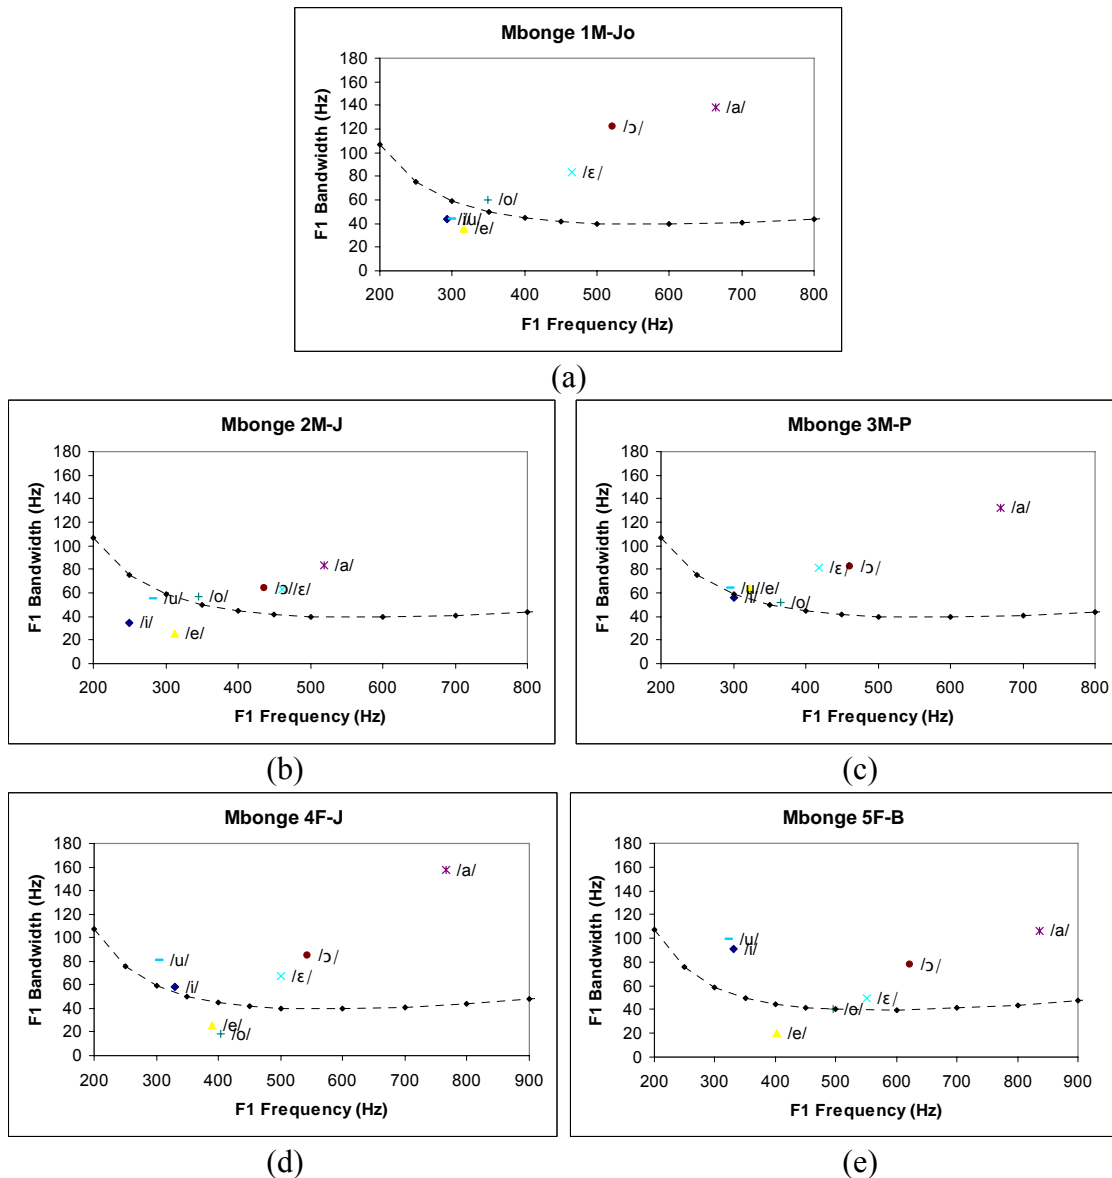 Mbonge 1M-Jo
F1 Bandwidth (Hz)
180
160
140
120
100
80
60
40
20
0
/a/
/ɔ/
/ɛ/
/o/
/i/
/u/
/e/
200 300 400 500 600 700 800
F1 Frequency (Hz)
(a)
Mbonge 2M-J
F1 Bandwidth (Hz)
180
160
140
120
100
80
60
40
20
0
/a/
/ɔ/
/ɛ/
/u/
/o/
/i/
/e/
200 300 400 500 600 700 800
F1 Frequency (Hz)
(b)
Mbonge 3M-P
F1 Bandwidth (Hz)
180
160
140
120
100
80
60
40
20
0
/a/
/ɛ/
/ɔ/
/u/
/e/
/i/
/o/
200 300 400 500 600 700 800
F1 Frequency (Hz)
(c)
Mbonge 4F-J
F1 Bandwidth (Hz)
180
160
140
120
100
80
60
40
20
0
/a/
/u/
/ɔ/
/ɛ/
/i/
/e/
/o/
200 300 400 500 600 700 800 900
F1 Frequency (Hz)
(d)
Mbonge 5F-B
F1 Bandwidth (Hz)
180
160
140
120
100
80
60
40
20
0
/a/
/u/
/i/
/ɔ/
/ɛ/
/o/
/e/
200 300 400 500 600 700 800 900
F1 Frequency (Hz)
(e)